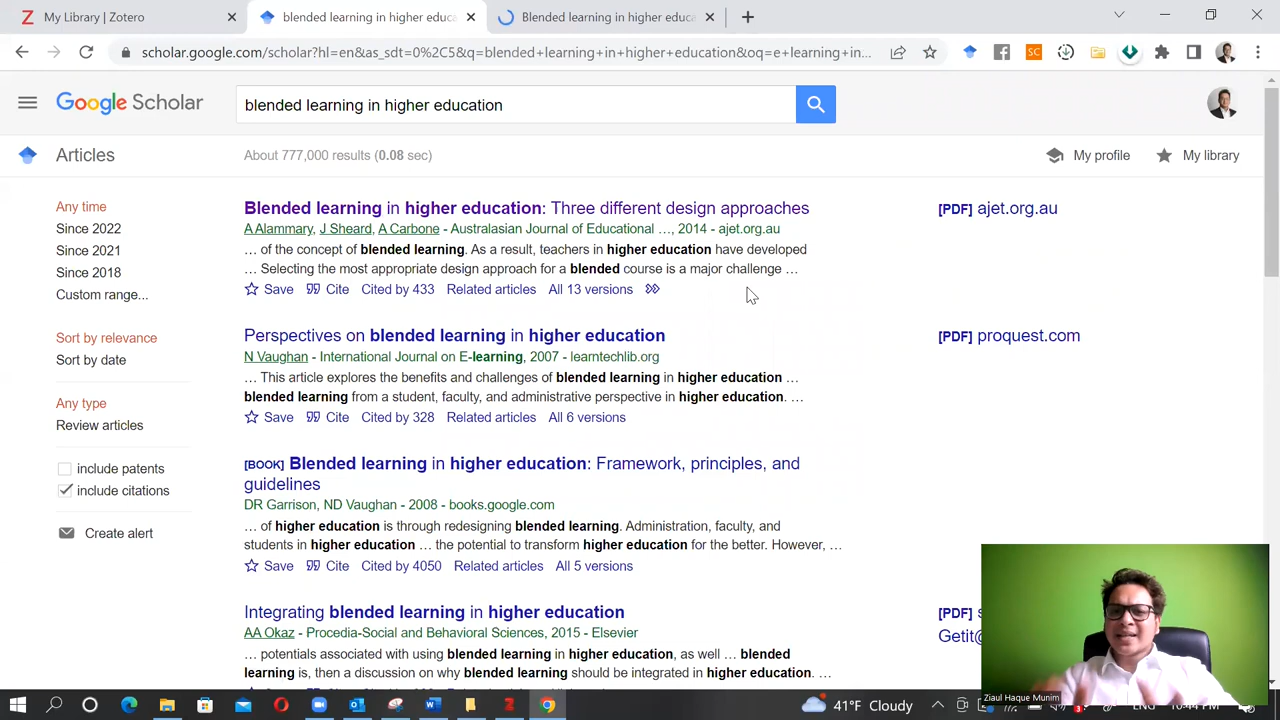 My Library | Zotero
blended learning in higher educa
Blended learning in higher educa
scholar.google.com/scholar?hl=en&as_sdt=0%2C5&q=blended+learning+in+higher+education&oq=e+learning+in...
SC
Google Scholar
blended learning in higher education
Articles
About 777,000 results (0.08 sec)
My profile
My library
Any time
Since 2022
Since 2021
Since 2018
Custom range...
Sort by relevance
Sort by date
Any type
Review articles
include patents
include citations
Create alert
Blended learning in higher education: Three different design approaches
[PDF] ajet.org.au
A Alammary, J Sheard, A Carbone - Australasian Journal of Educational …, 2014 - ajet.org.au
… of the concept of blended learning. As a result, teachers in higher education have developed
… Selecting the most appropriate design approach for a blended course is a major challenge …
Save Cite Cited by 433 Related articles All 13 versions
Perspectives on blended learning in higher education
[PDF] proquest.com
N Vaughan - International Journal on E-learning, 2007 - learntechlib.org
… This article explores the benefits and challenges of blended learning in higher education …
blended learning from a student, faculty, and administrative perspective in higher education. …
Save Cite Cited by 328 Related articles All 6 versions
[BOOK] Blended learning in higher education: Framework, principles, and
guidelines
DR Garrison, ND Vaughan - 2008 - books.google.com
… of higher education is through redesigning blended learning. Administration, faculty, and
students in higher education … the potential to transform higher education for the better. However, …
Save Cite Cited by 4050 Related articles All 5 versions
Integrating blended learning in higher education
[PDF]
Getit@
AA Okaz - Procedia-Social and Behavioral Sciences, 2015 - Elsevier
… potentials associated with using blended learning in higher education, as well … blended
learning is, then a discussion on why blended learning should be integrated in higher education. …
Ziaul Haque Munim
41°F Cloudy